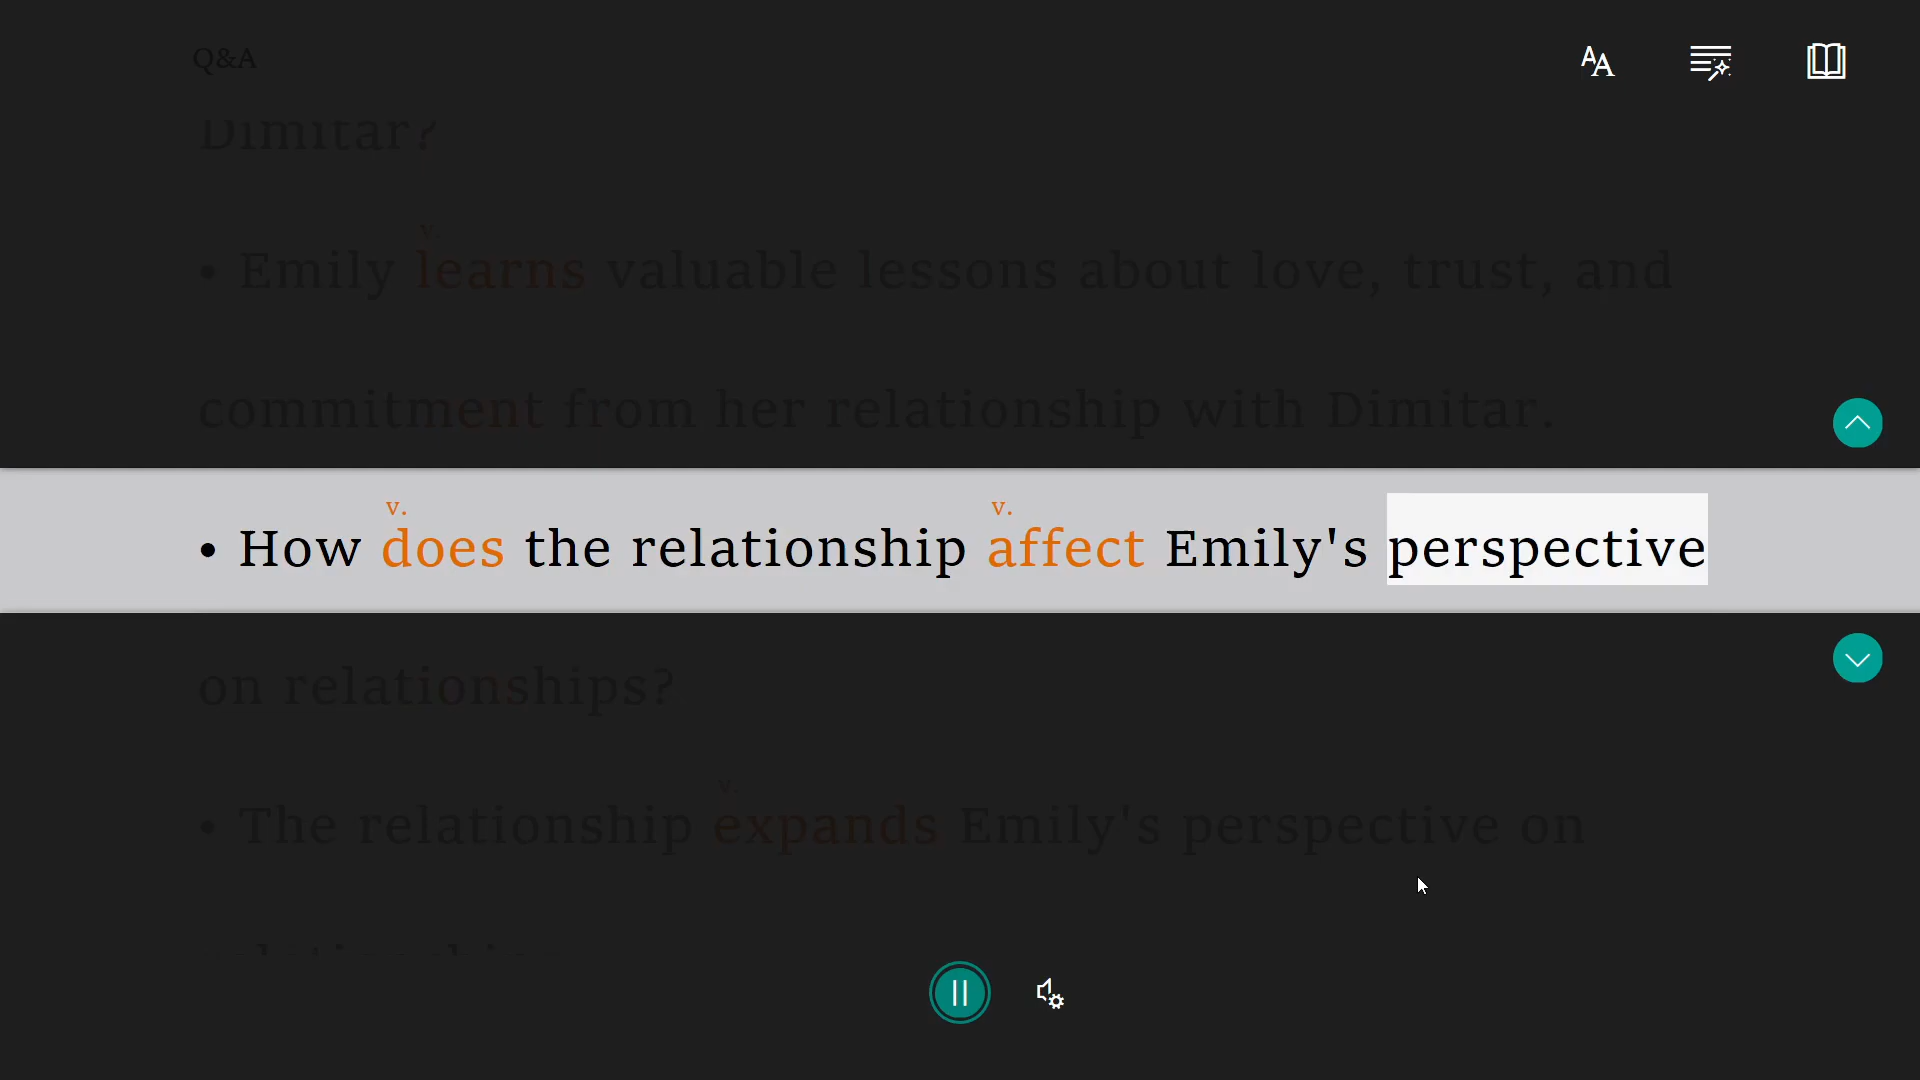 Q&A
Dimitar?
v.
• Emily learns valuable lessons about love, trust, and
commitment from her relationship with Dimitar.
v. v.
• How does the relationship affect Emily's perspective
on relationships?
v.
• The relationship expands Emily's perspective on